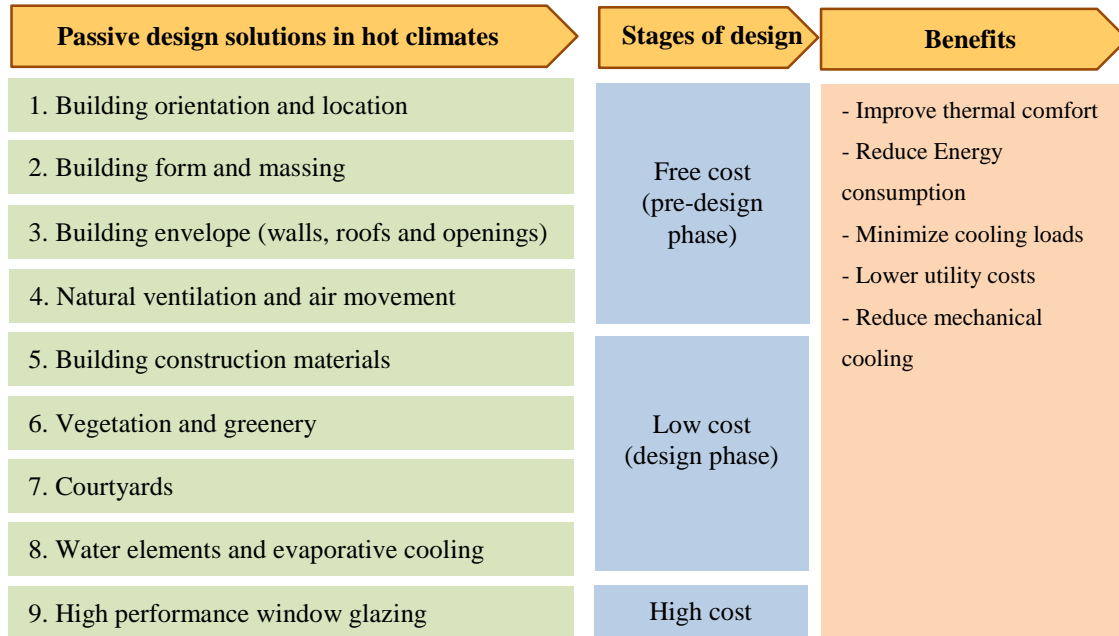 Passive design solutions in hot climates
Stages of design
Benefits
1. Building orientation and location
2. Building form and massing
3. Building envelope (walls, roofs and openings)
4. Natural ventilation and air movement
5. Building construction materials
6. Vegetation and greenery
7. Courtyards
8. Water elements and evaporative cooling
9. High performance window glazing
Free cost
(pre-design
phase)
Low cost
(design phase)
High cost
- Improve thermal comfort
- Reduce Energy
consumption
- Minimize cooling loads
- Lower utility costs
- Reduce mechanical
cooling